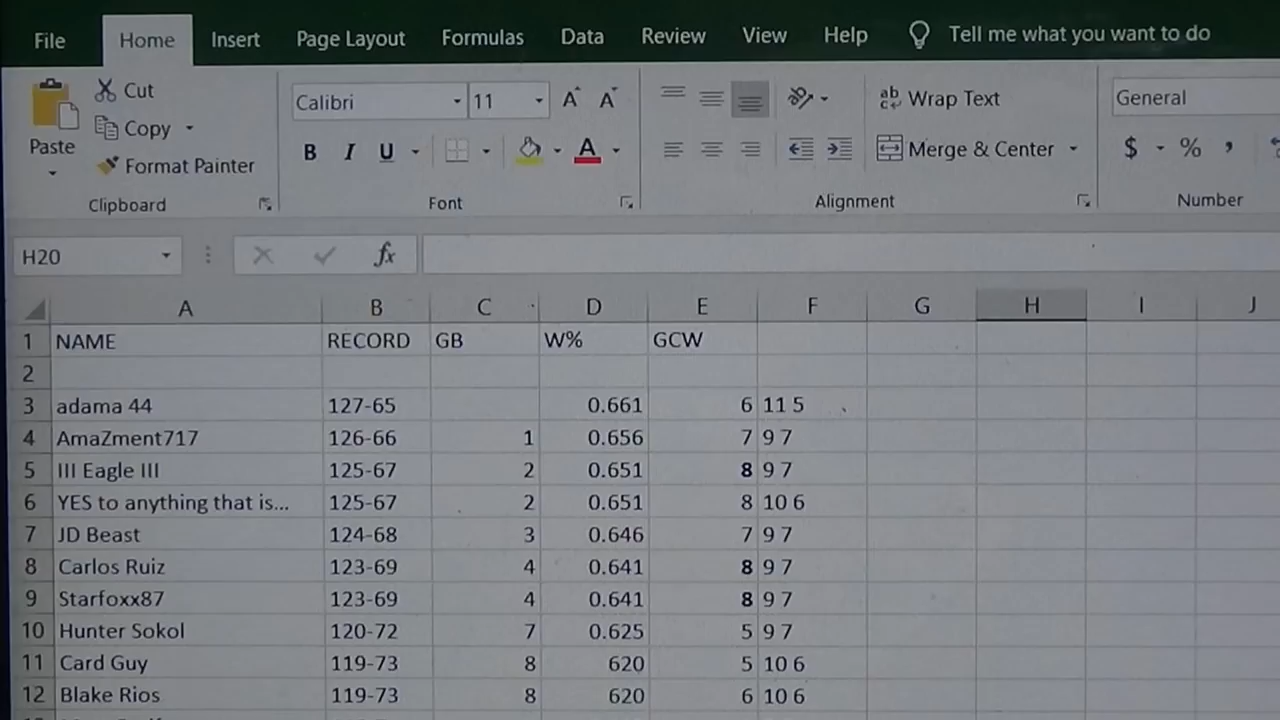 File Home Insert Page Layout Formulas Data Review View Help Tell me what you want to do
Cut
Copy
Format Painter
Paste
Clipboard
Calibri 11 A A
B I U A
Font
ab Wrap Text
Merge & Center
Alignment
General
$ % ,
Number
H20 fx
A B C D E F G H I J
1 NAME RECORD GB W% GCW
2
3 adama 44 127-65 0.661 6 11 5
4 AmaZment717 126-66 1 0.656 7 9 7
5 III Eagle III 125-67 2 0.651 8 9 7
6 YES to anything that is... 125-67 2 0.651 8 10 6
7 JD Beast 124-68 3 0.646 7 9 7
8 Carlos Ruiz 123-69 4 0.641 8 9 7
9 Starfoxx87 123-69 4 0.641 8 9 7
10 Hunter Sokol 120-72 7 0.625 5 9 7
11 Card Guy 119-73 8 620 5 10 6
12 Blake Rios 119-73 8 620 6 10 6